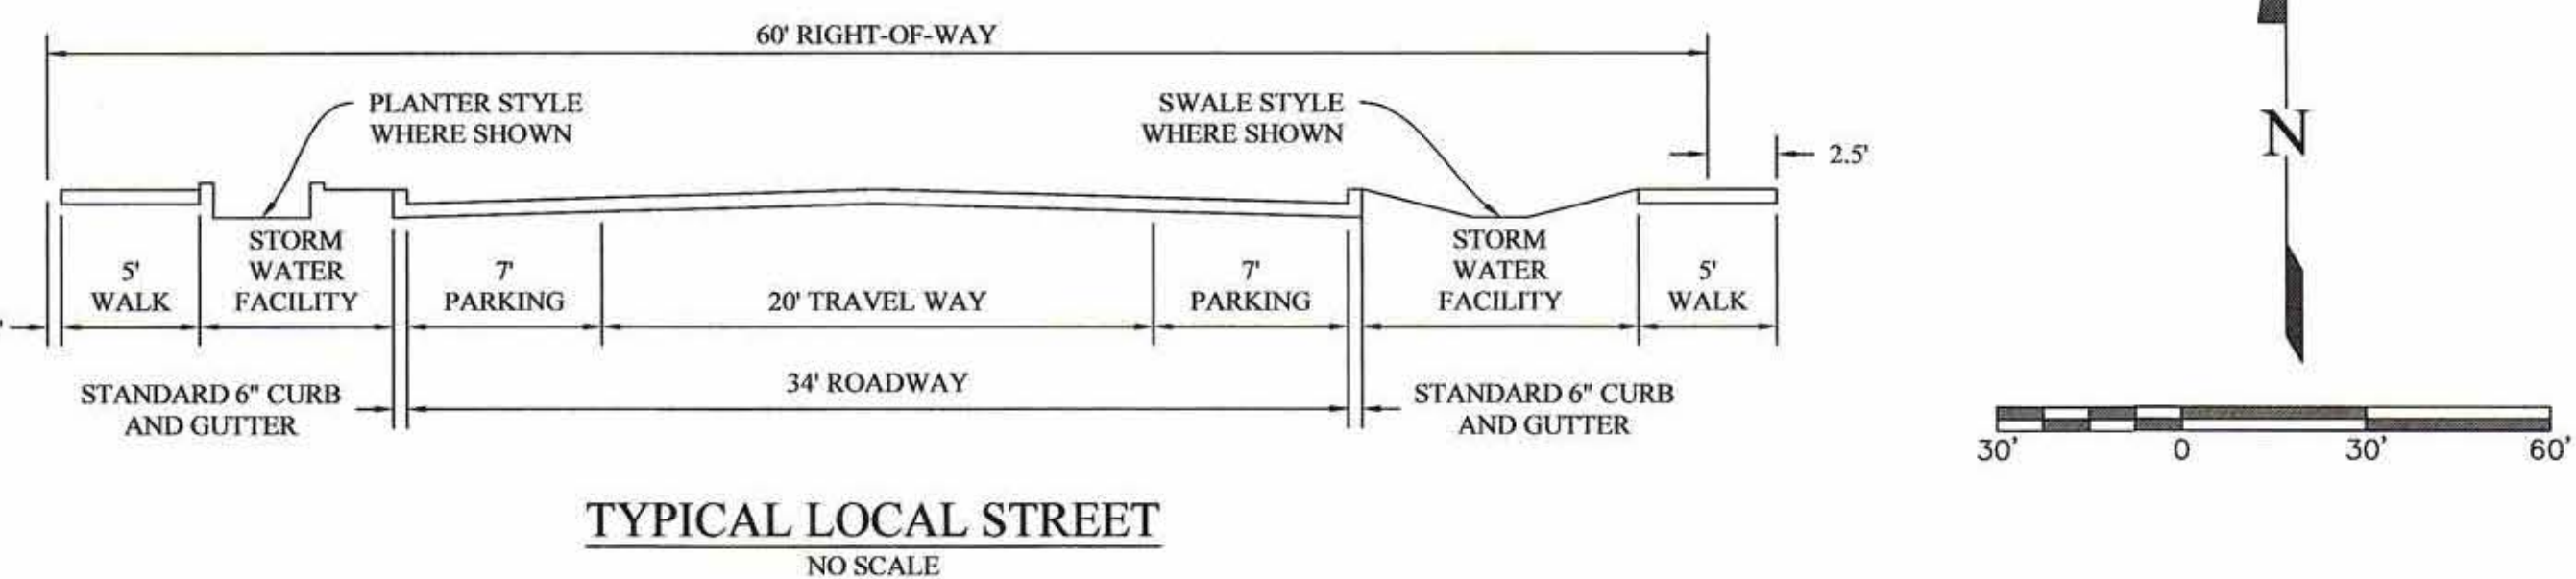 60' RIGHT-OF-WAY
PLANTER STYLE
WHERE SHOWN
SWALE STYLE
WHERE SHOWN
2.5'
N
5'
WALK
STORM
WATER
FACILITY
7'
PARKING
20' TRAVEL WAY
7'
PARKING
STORM
WATER
FACILITY
5'
WALK
STANDARD 6" CURB
AND GUTTER
34' ROADWAY
STANDARD 6" CURB
AND GUTTER
30' 0 30' 60'
TYPICAL LOCAL STREET
NO SCALE